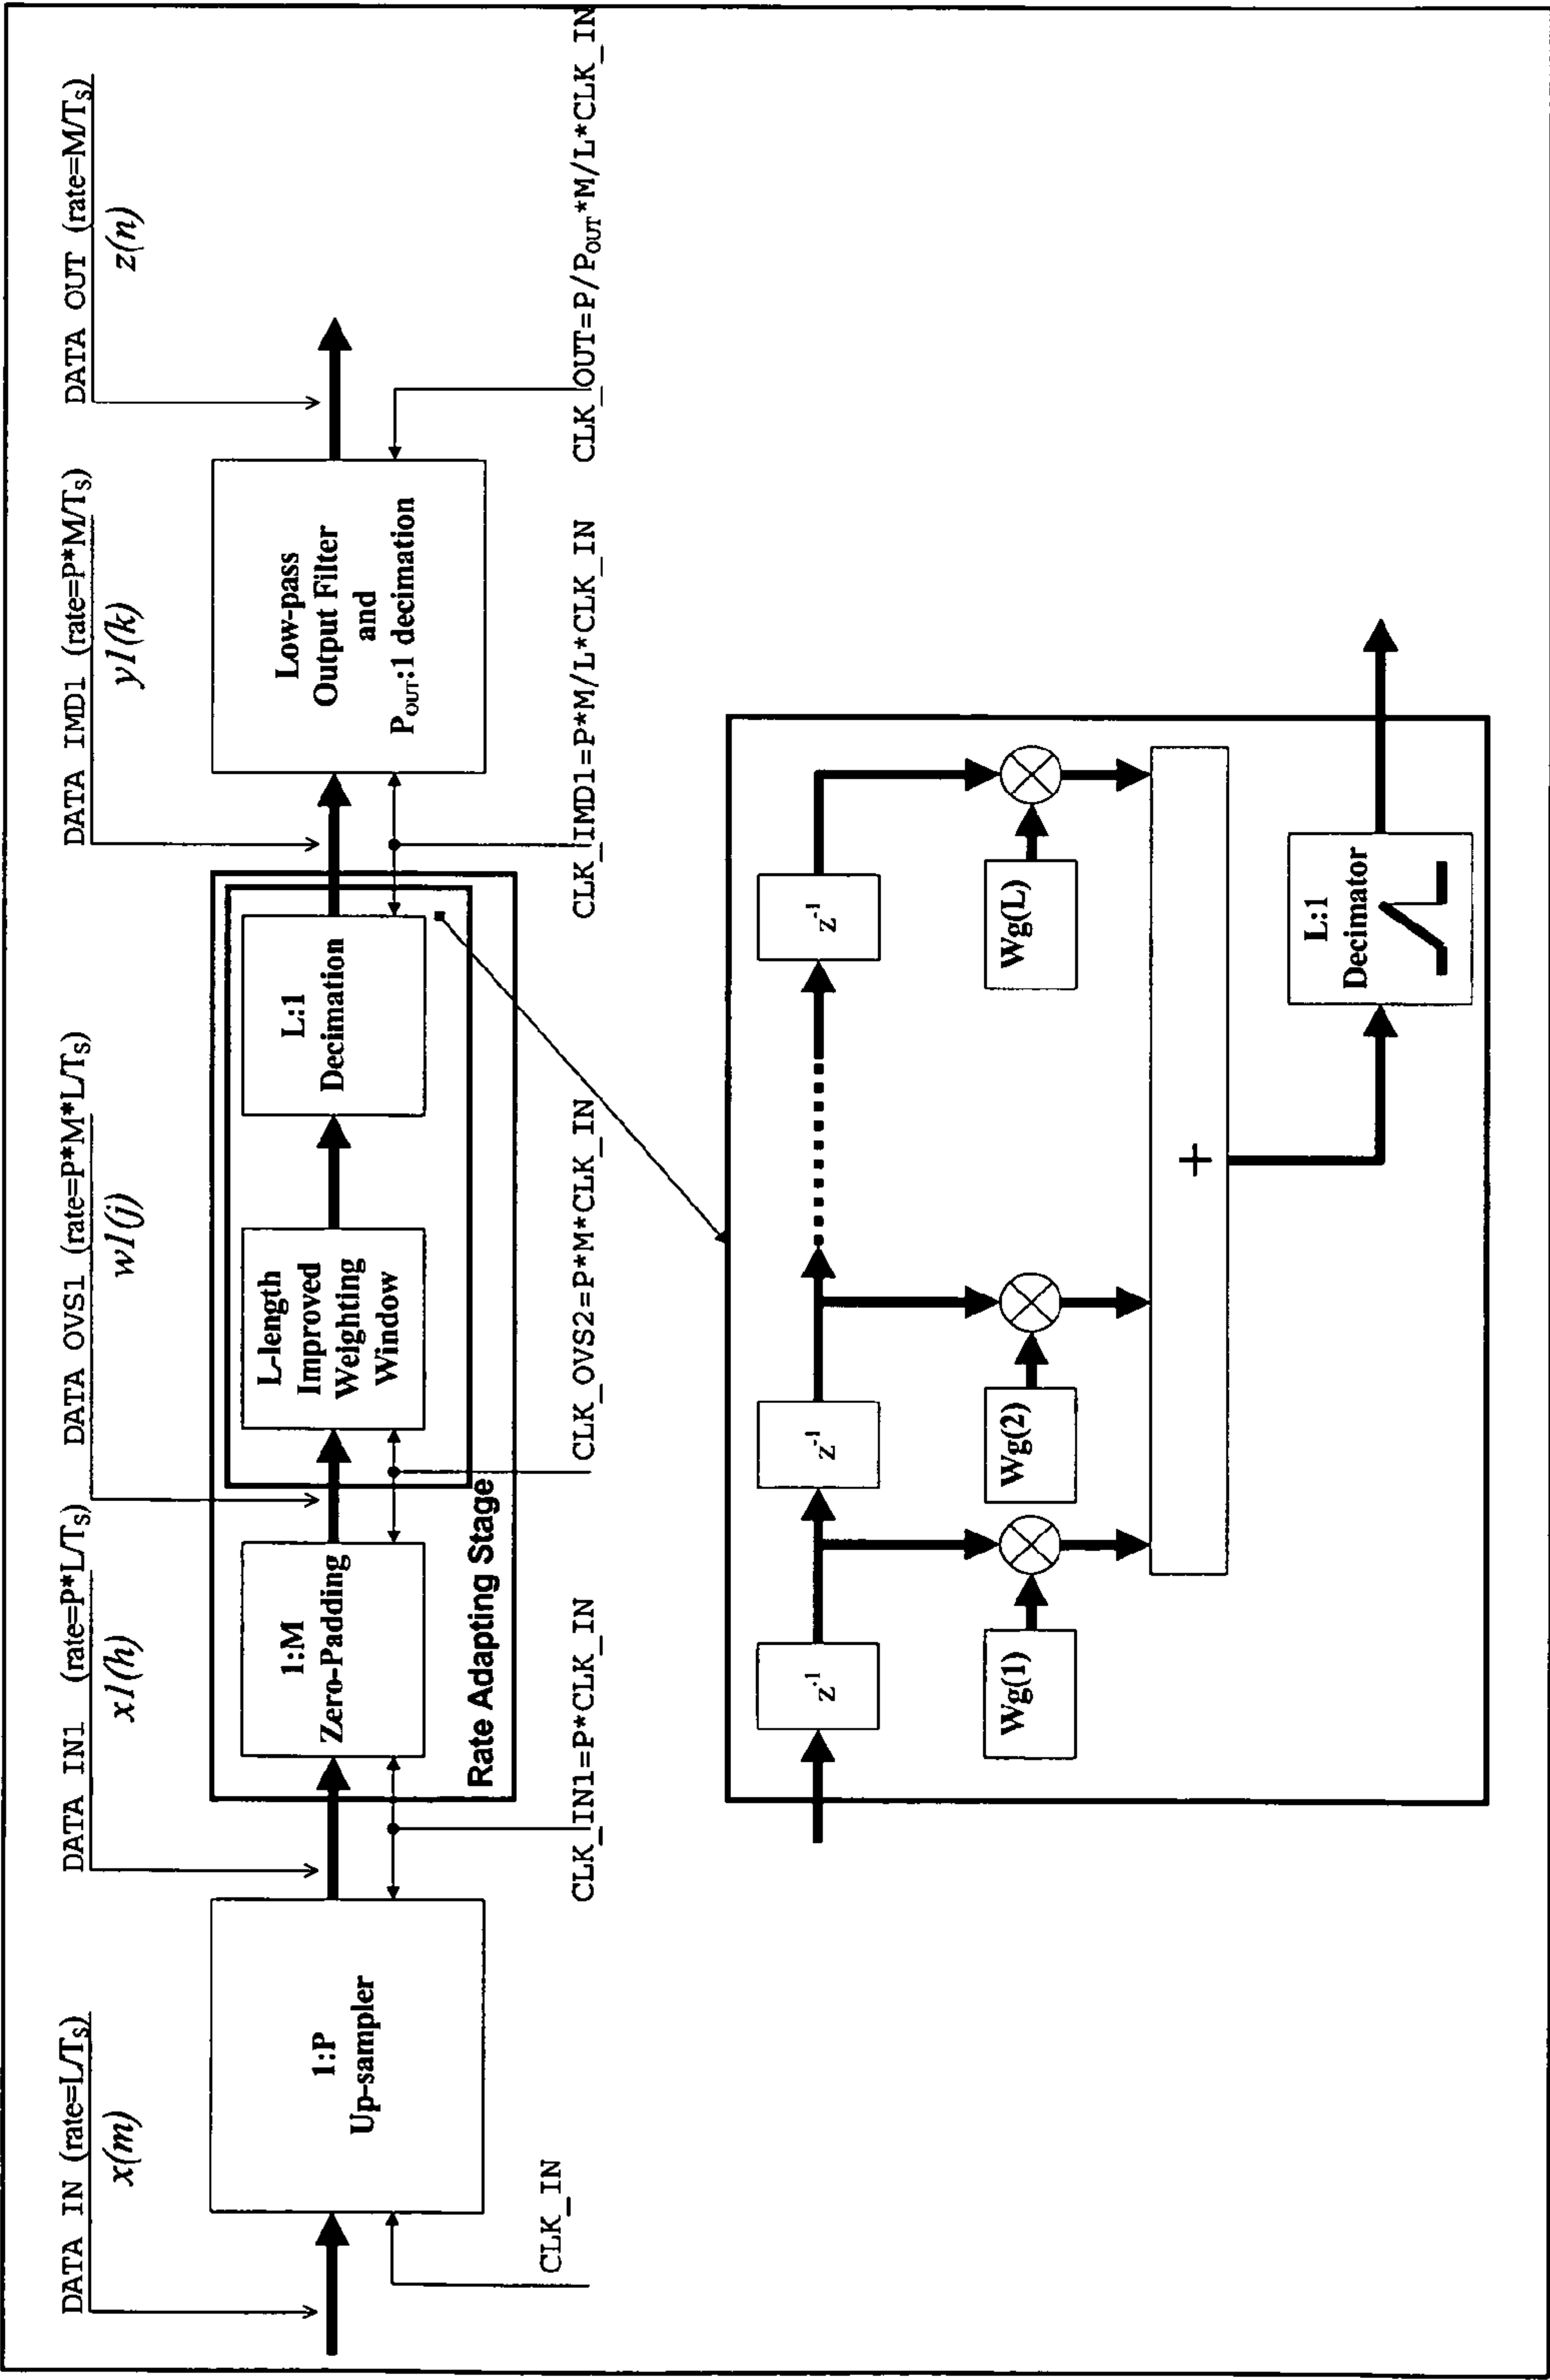 DATA IN (rate=L/TS)
x(m)
DATA IN1 (rate=P*L/TS)
x1(h)
DATA OVS1 (rate=P*M*L/TS)
w1(j)
DATA IMD1 (rate=P*M/TS)
y1(k)
DATA OUT (rate=M/TS)
z(n)
1:P
Up-sampler
1:M
Zero-Padding
L-length
Improved
Weighting
Window
L:1
Decimation
Low-pass
Output Filter
and
POUT:1 decimation
Rate Adapting Stage
CLK_IN
CLK_IN1=P*CLK_IN
CLK_OVS2=P*M*CLK_IN
CLK_IMD1=P*M/L*CLK_IN
CLK_OUT=P/POUT*M/L*CLK_IN
z-1
z-1
z-1
Wg(1)
Wg(2)
Wg(L)
+
L:1
Decimator